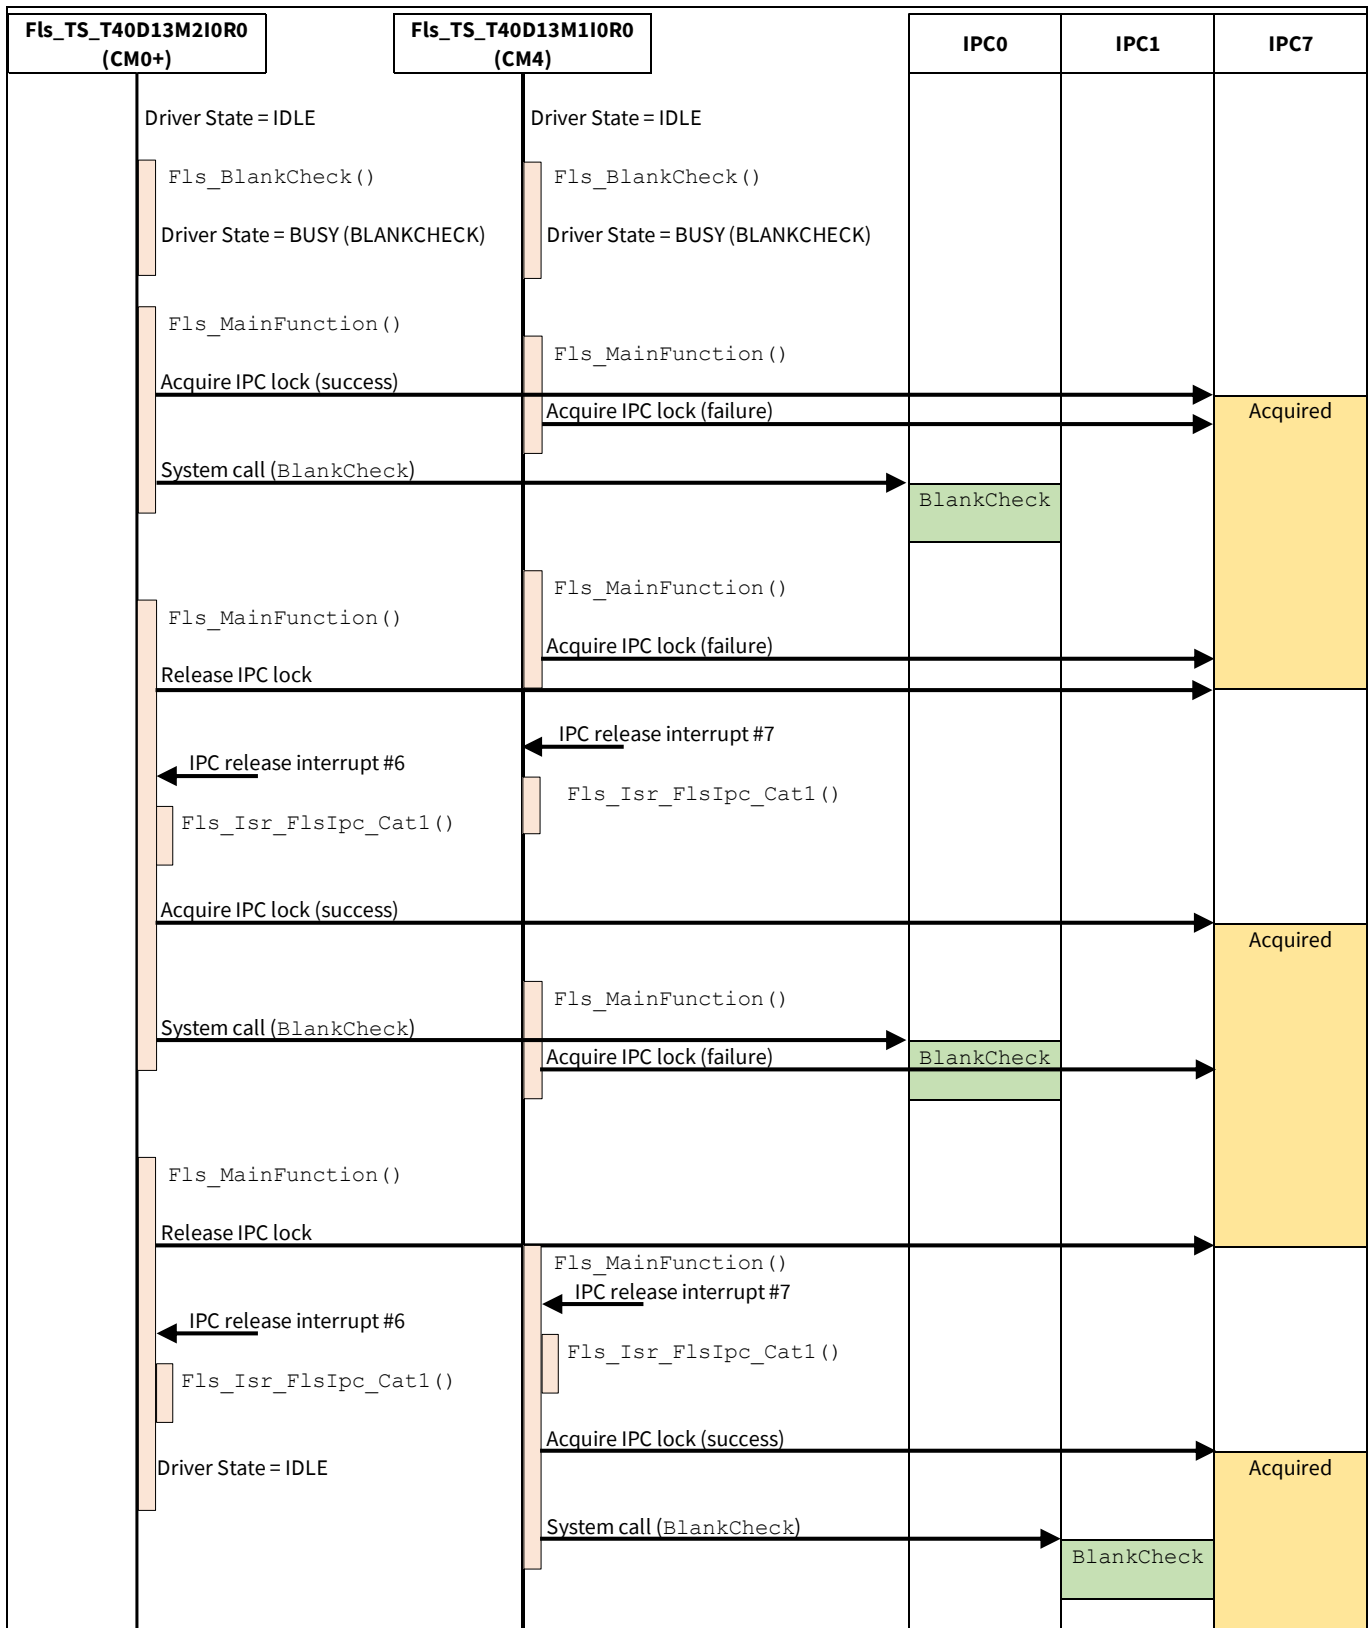 Fls_TS_T40D13M2I0R0
(CM0+)
Fls_TS_T40D13M1I0R0
(CM4)
IPC0
IPC1
IPC7
Driver State = IDLE
Driver State = IDLE
Fls_BlankCheck()
Fls_BlankCheck()
Driver State = BUSY (BLANKCHECK)
Driver State = BUSY (BLANKCHECK)
Fls_MainFunction()
Fls_MainFunction()
Acquire IPC lock (success)
Acquire IPC lock (failure)
Acquired
System call (BlankCheck)
BlankCheck
Fls_MainFunction()
Fls_MainFunction()
Acquire IPC lock (failure)
Release IPC lock
IPC release interrupt #7
IPC release interrupt #6
Fls_Isr_FlsIpc_Cat1()
Fls_Isr_FlsIpc_Cat1()
Acquire IPC lock (success)
Acquired
Fls_MainFunction()
System call (BlankCheck)
Acquire IPC lock (failure)
BlankCheck
Fls_MainFunction()
Release IPC lock
Fls_MainFunction()
IPC release interrupt #7
IPC release interrupt #6
Fls_Isr_FlsIpc_Cat1()
Fls_Isr_FlsIpc_Cat1()
Acquire IPC lock (success)
Driver State = IDLE
Acquired
System call (BlankCheck)
BlankCheck